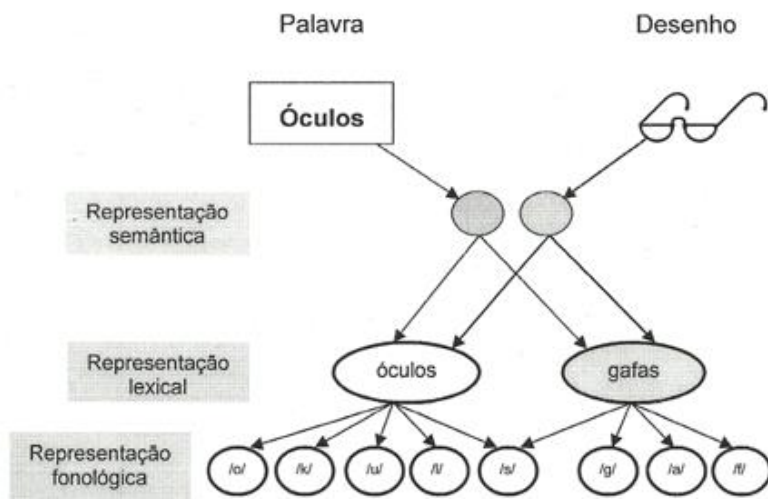 Palavra
Desenho
Óculos
Representação
semântica
Representação
lexical
óculos
gafas
Representação
fonológica
/o/
/k/
/u/
/l/
/s/
/g/
/a/
/f/